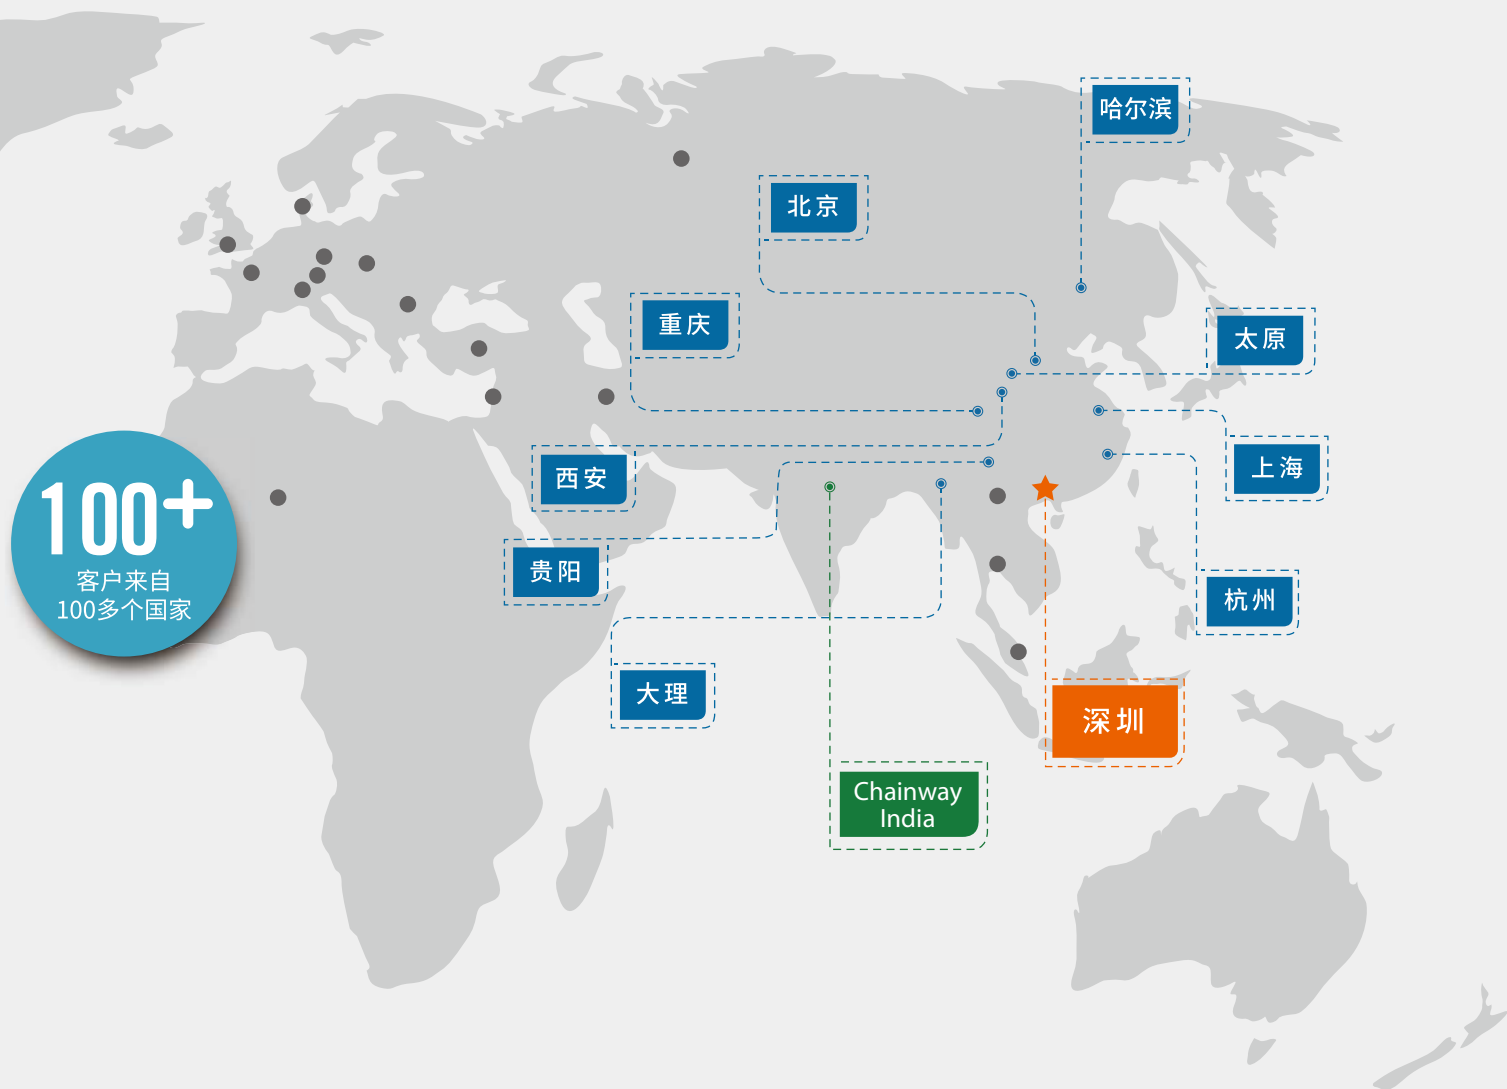 哈尔滨
北京
重庆
太原
上海
西安
100+
客户来自
100多个国家
贵阳
杭州
大理
深圳
Chainway
India